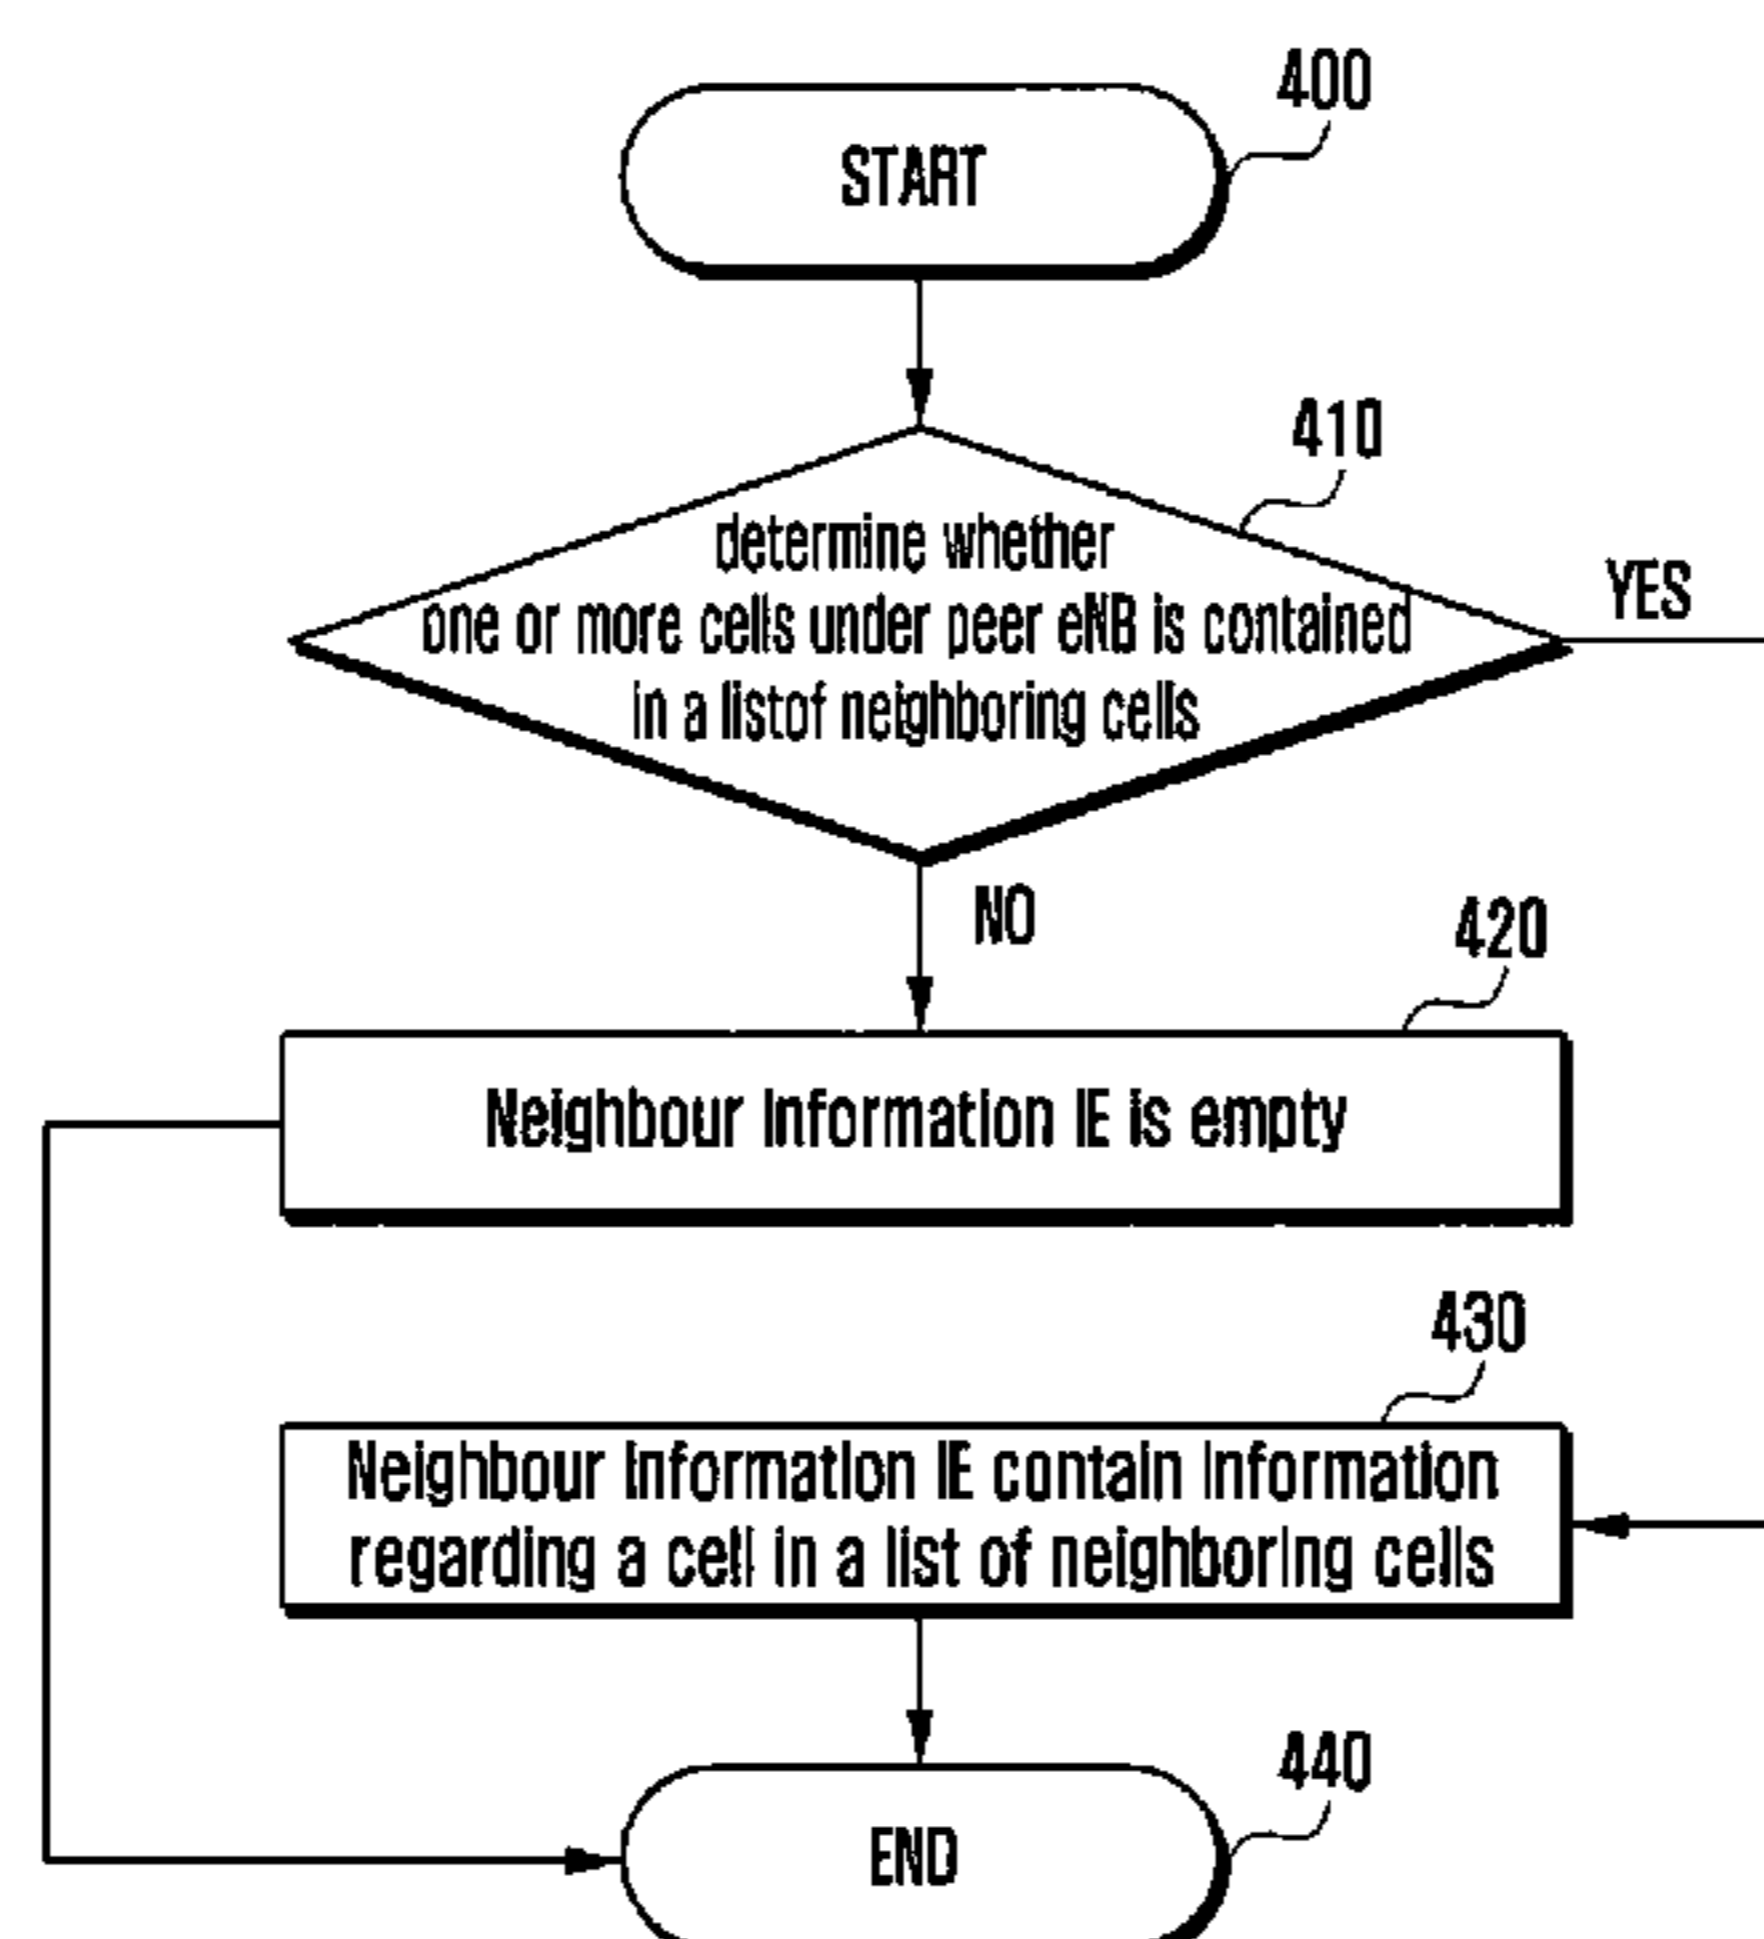 400
START
410
determine whether
one or more cells under peer eNB is contained
in a listof neighboring cells
YES
NO
420
Neighbour Information IE is empty
430
Neighbour Information IE contain Information
regarding a cell in a list of neighboring cells
440
END